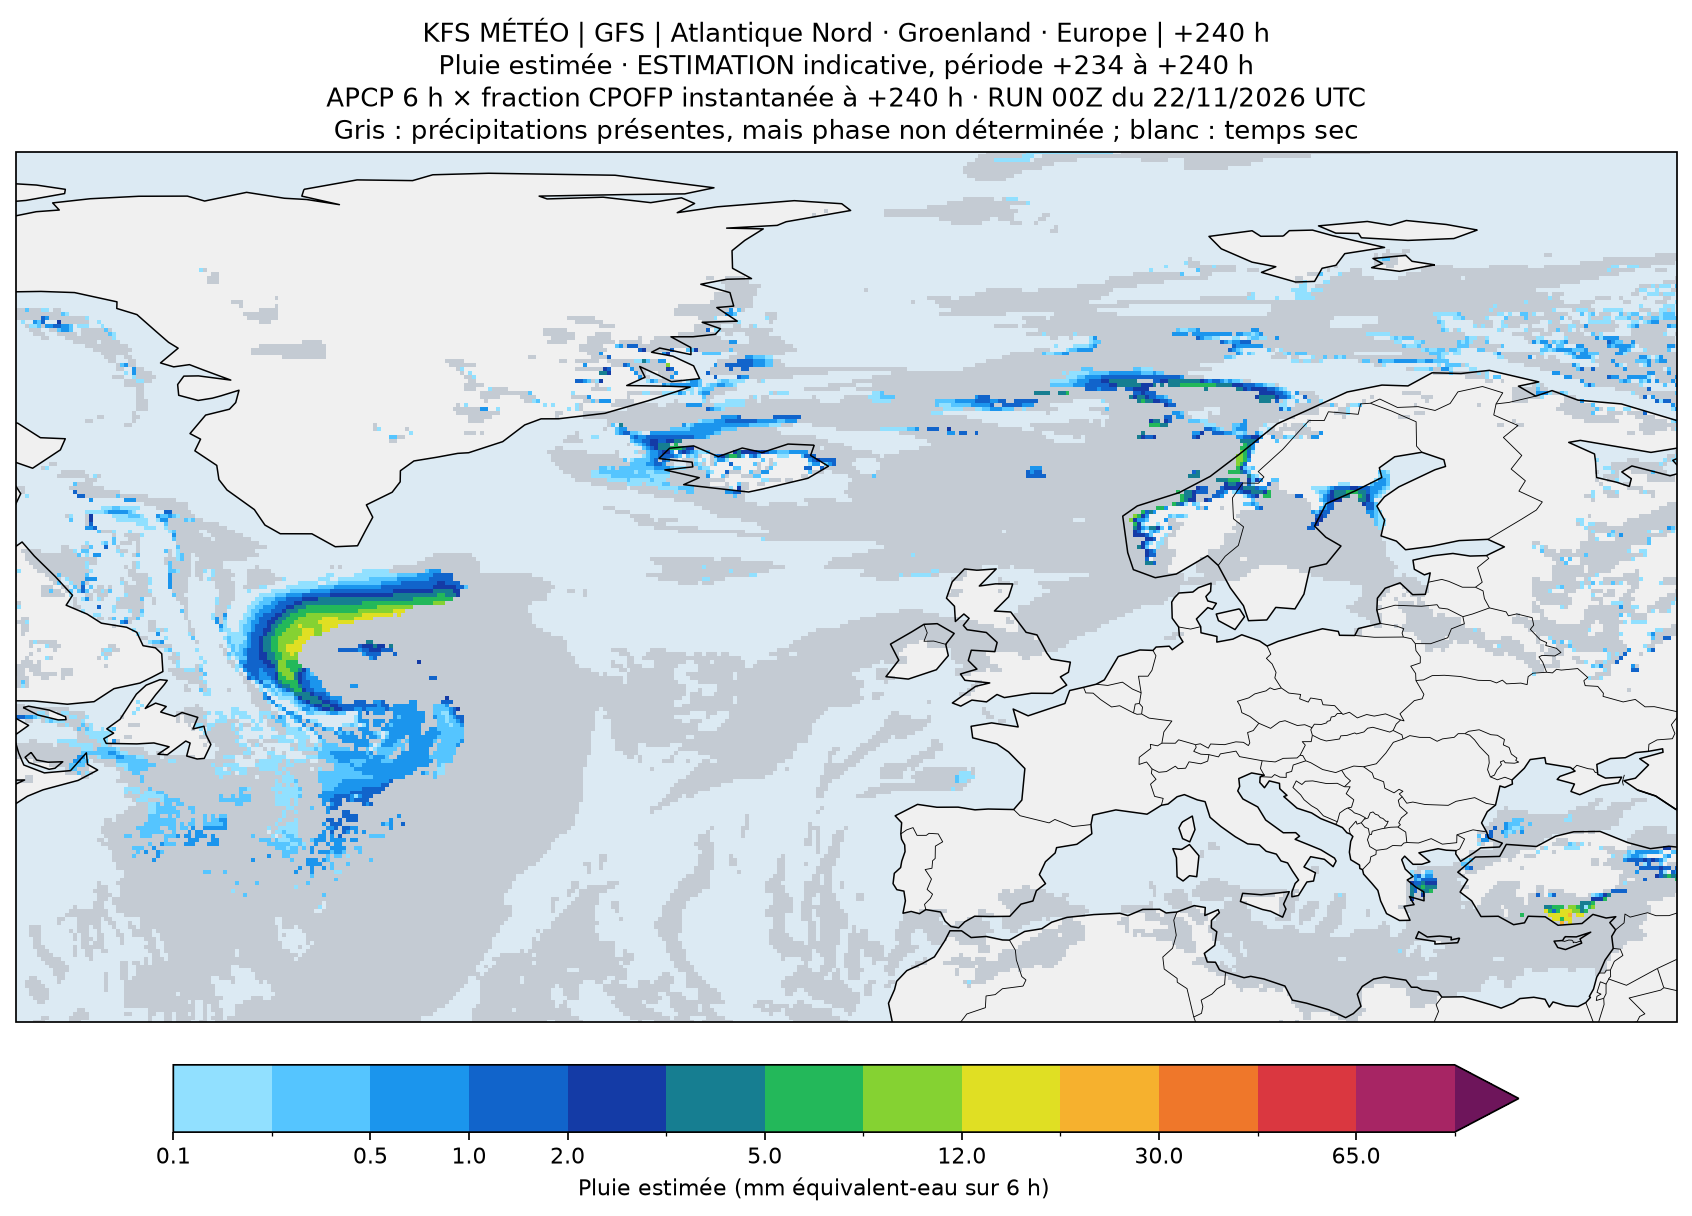 KFS MÉTÉO | GFS | Atlantique Nord · Groenland · Europe | +240 h
Pluie estimée · ESTIMATION indicative, période +234 à +240 h
APCP 6 h × fraction CPOFP instantanée à +240 h · RUN 00Z du 22/11/2026 UTC
Gris : précipitations présentes, mais phase non déterminée ; blanc : temps sec
0.1 0.5 1.0 2.0 5.0 12.0 30.0 65.0
Pluie estimée (mm équivalent-eau sur 6 h)